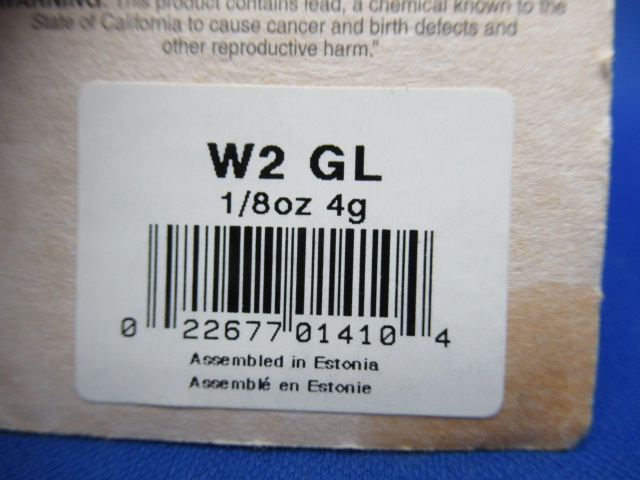 WARNING: This product contains lead, a chemical known to the
State of California to cause cancer and birth defects and
other reproductive harm."
W2 GL
1/8oz 4g
0 22677 01410 4
Assembled in Estonia
Assemblé en Estonie